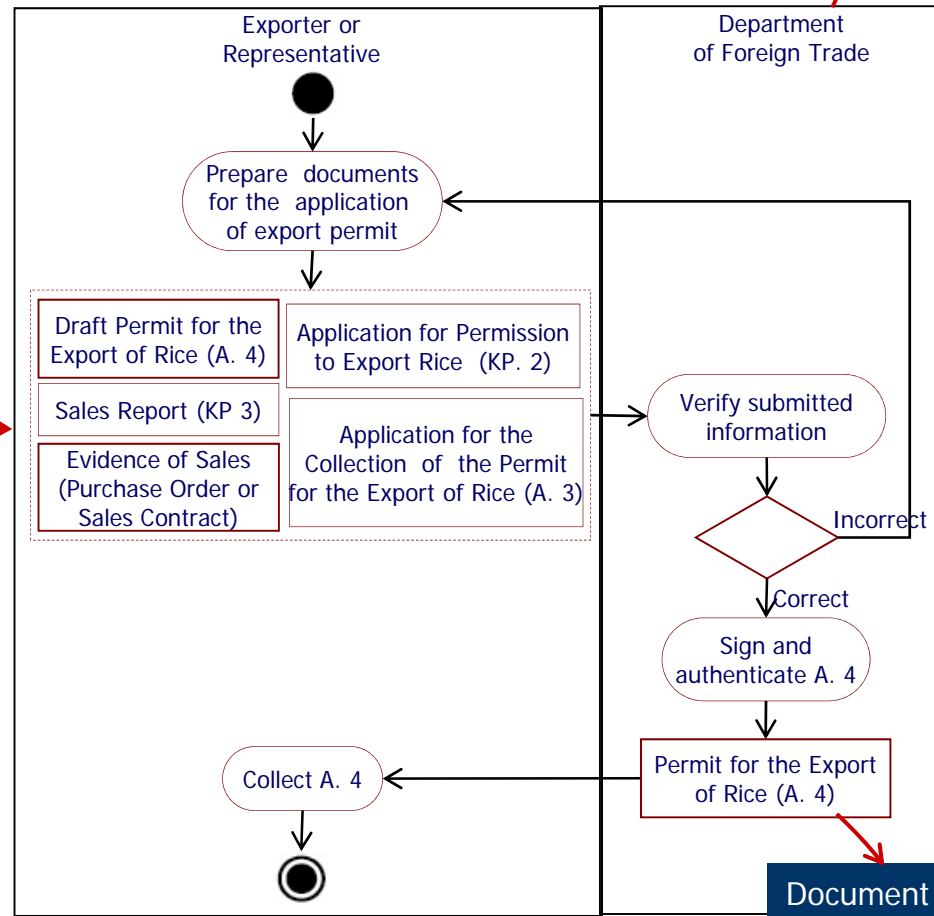 Exporter or
Representative
Department
of Foreign Trade
Prepare documents
for the application
of export permit
Draft Permit for the
Export of Rice (A. 4)
Application for Permission
to Export Rice (KP. 2)
Sales Report (KP 3)
Application for the
Collection of the Permit
for the Export of Rice (A. 3)
Evidence of Sales
(Purchase Order or
Sales Contract)
Verify submitted
information
Incorrect
Correct
Sign and
authenticate A. 4
Permit for the Export
of Rice (A. 4)
Collect A. 4
Document